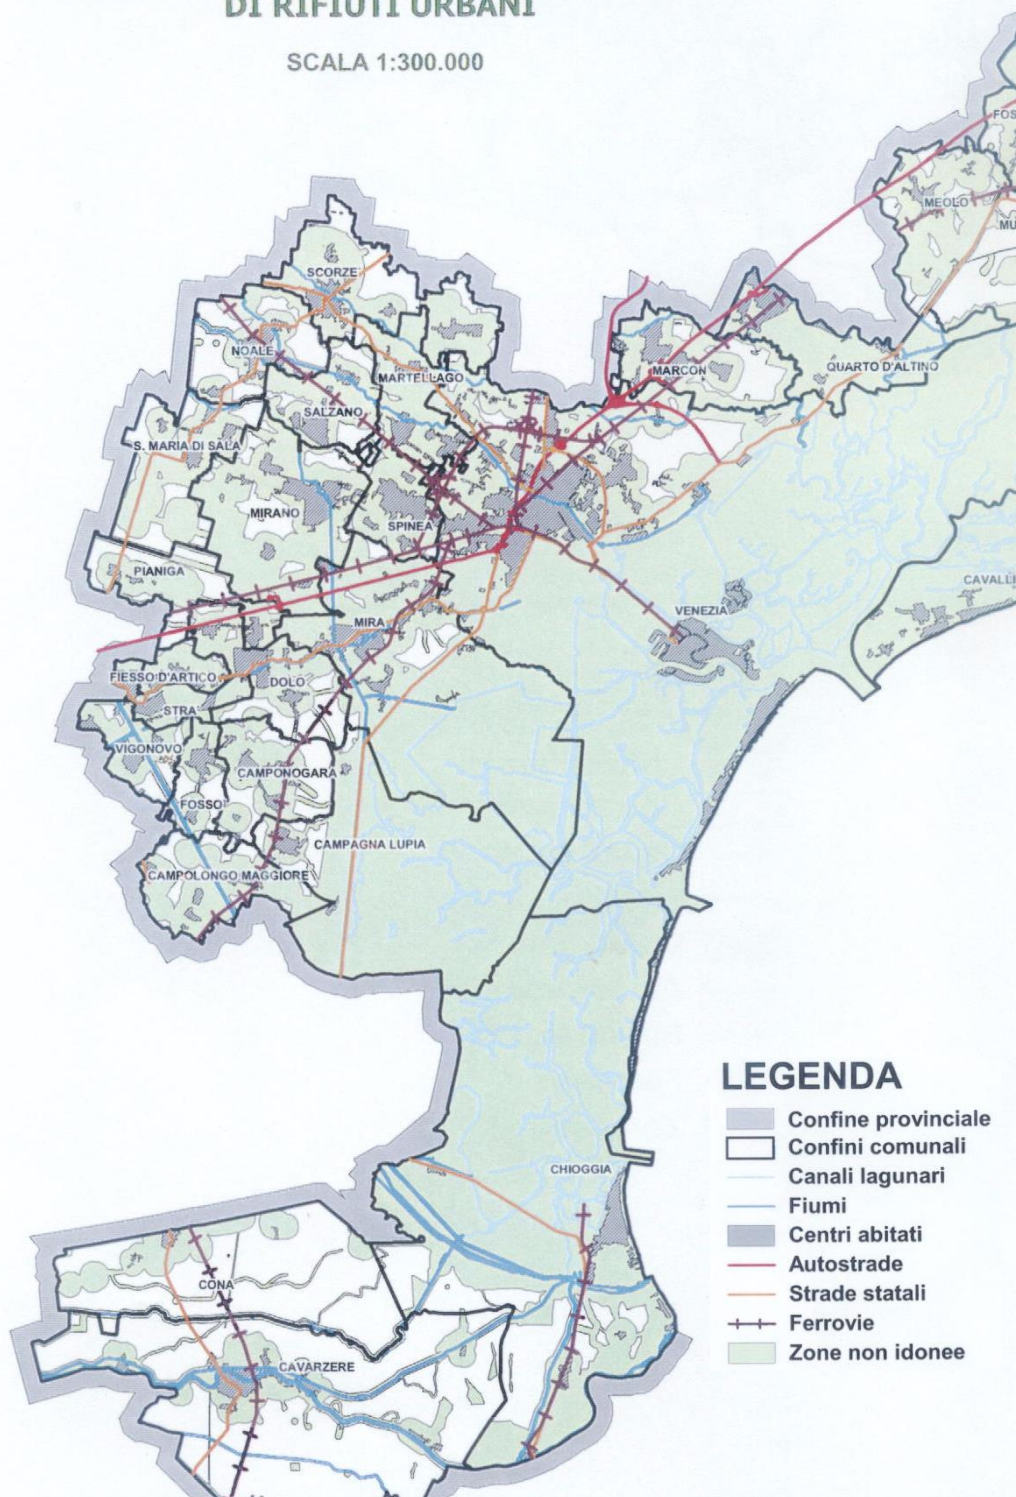 DI RIFIUTI URBANI
SCALA 1:300.000
MEOLO
SCORZE'
NOALE
MARTELLAGO
MARCON
QUARTO D'ALTINO
SALZANO
S. MARIA DI SALA
MIRANO
SPINEA
PIANIGA
VENEZIA
MIRA
FIESSO D'ARTICO
DOLO
STRA
VIGONOVO
CAMPONOGARA
FOSSO'
CAMPAGNA LUPIA
CAMPOLONGO MAGGIORE
CHIOGGIA
CONA
CAVARZERE
LEGENDA
Confine provinciale
Confini comunali
Canali lagunari
Fiumi
Centri abitati
Autostrade
Strade statali
Ferrovie
Zone non idonee